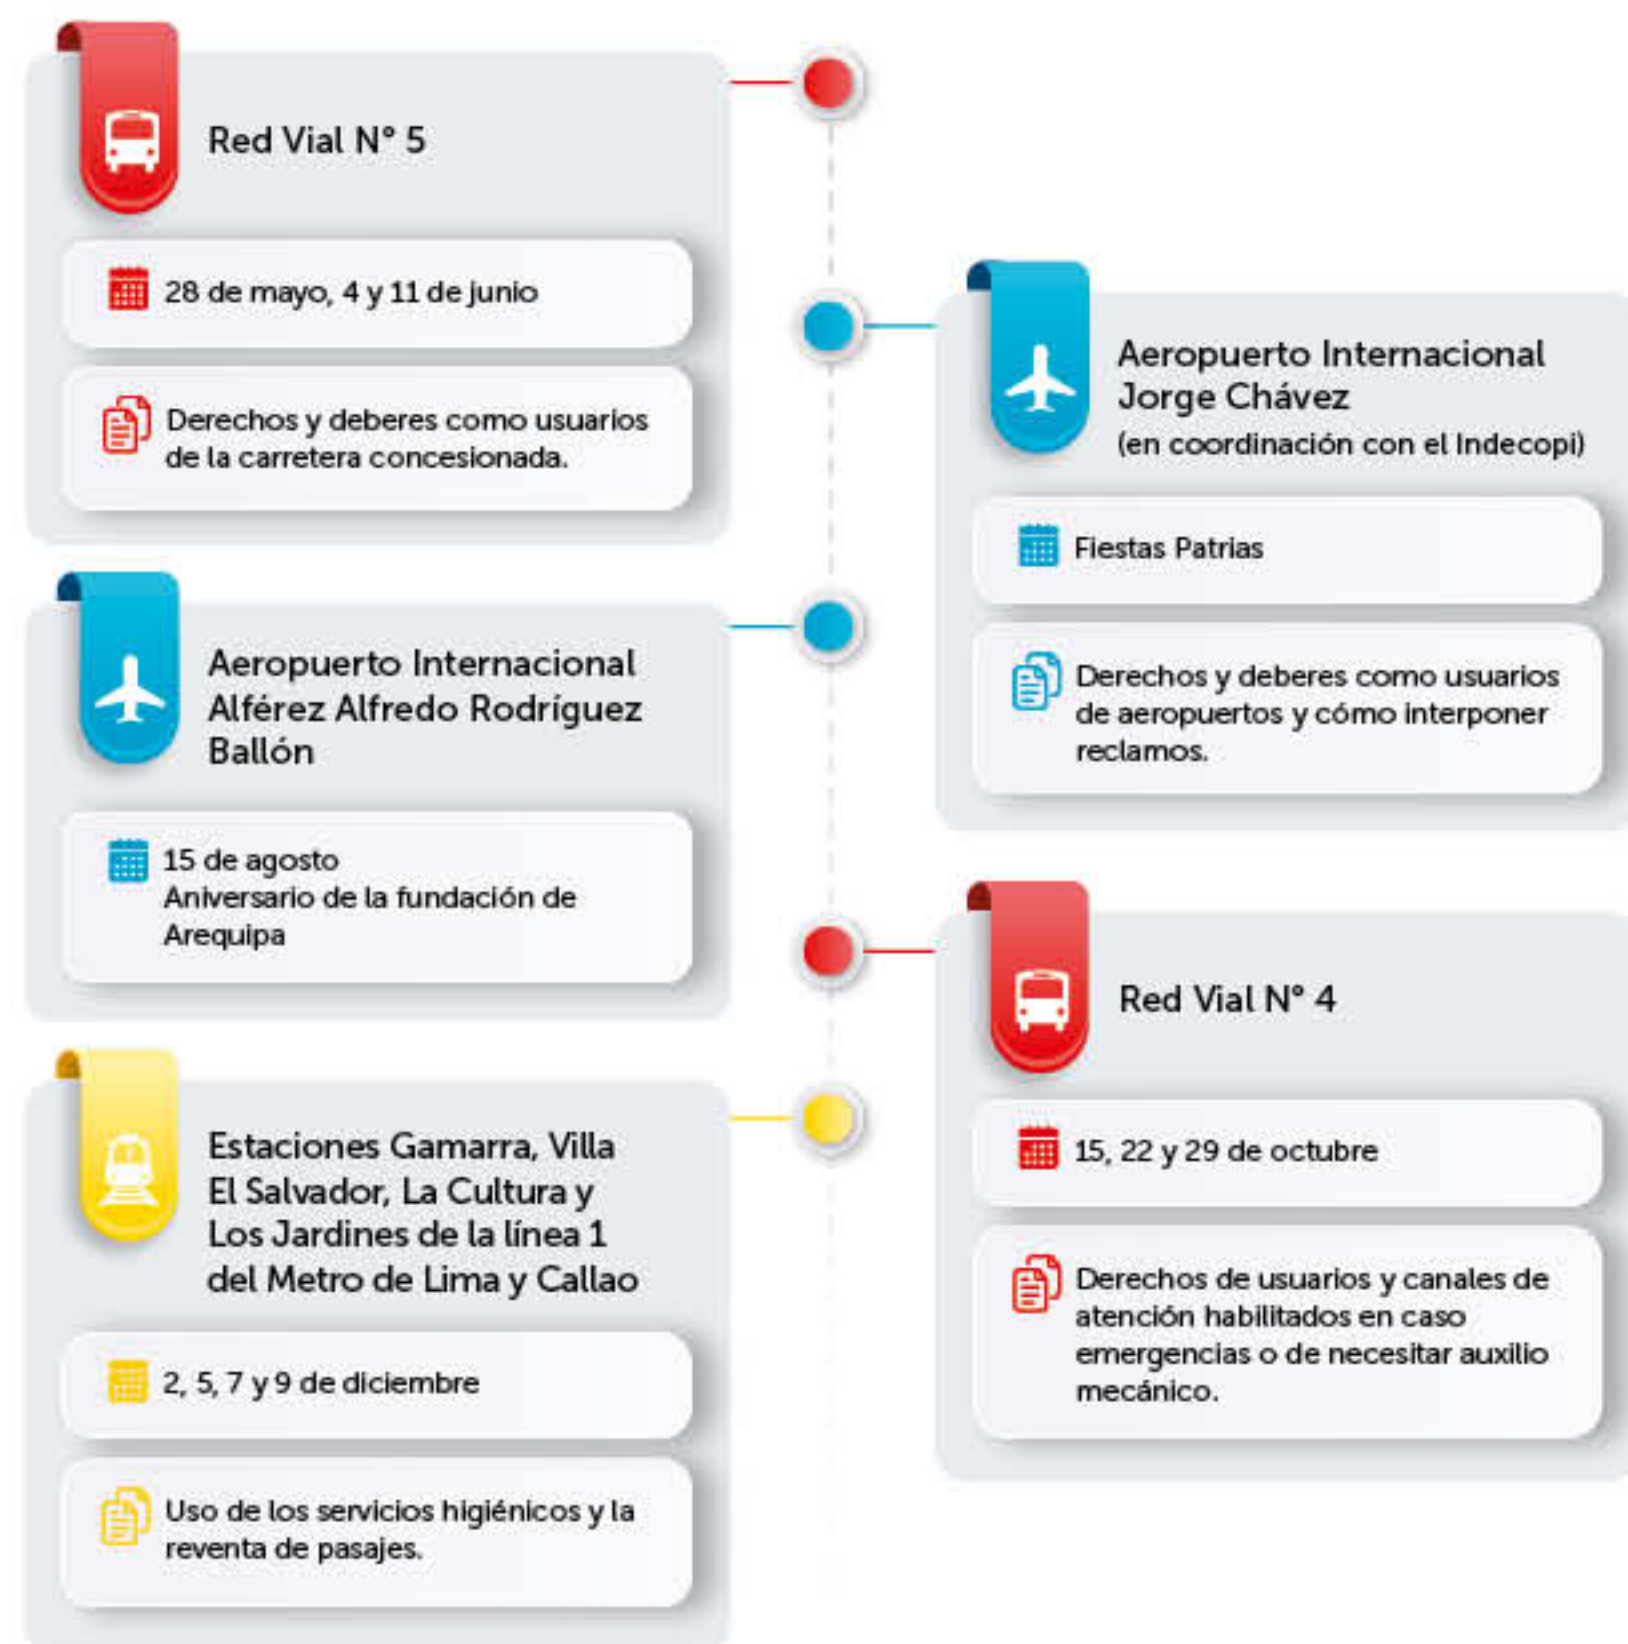 Red Vial N° 5
28 de mayo, 4 y 11 de junio
Derechos y deberes como usuarios
de la carretera concesionada.
Aeropuerto Internacional
Jorge Chávez
(en coordinación con el Indecopi)
Fiestas Patrias
Derechos y deberes como usuarios
de aeropuertos y cómo interponer
reclamos.
Aeropuerto Internacional
Alférez Alfredo Rodríguez
Ballón
15 de agosto
Aniversario de la fundación de
Arequipa
Red Vial N° 4
15, 22 y 29 de octubre
Derechos de usuarios y canales de
atención habilitados en caso
emergencias o de necesitar auxilio
mecánico.
Estaciones Gamarra, Villa
El Salvador, La Cultura y
Los Jardines de la línea 1
del Metro de Lima y Callao
2, 5, 7 y 9 de diciembre
Uso de los servicios higiénicos y la
reventa de pasajes.